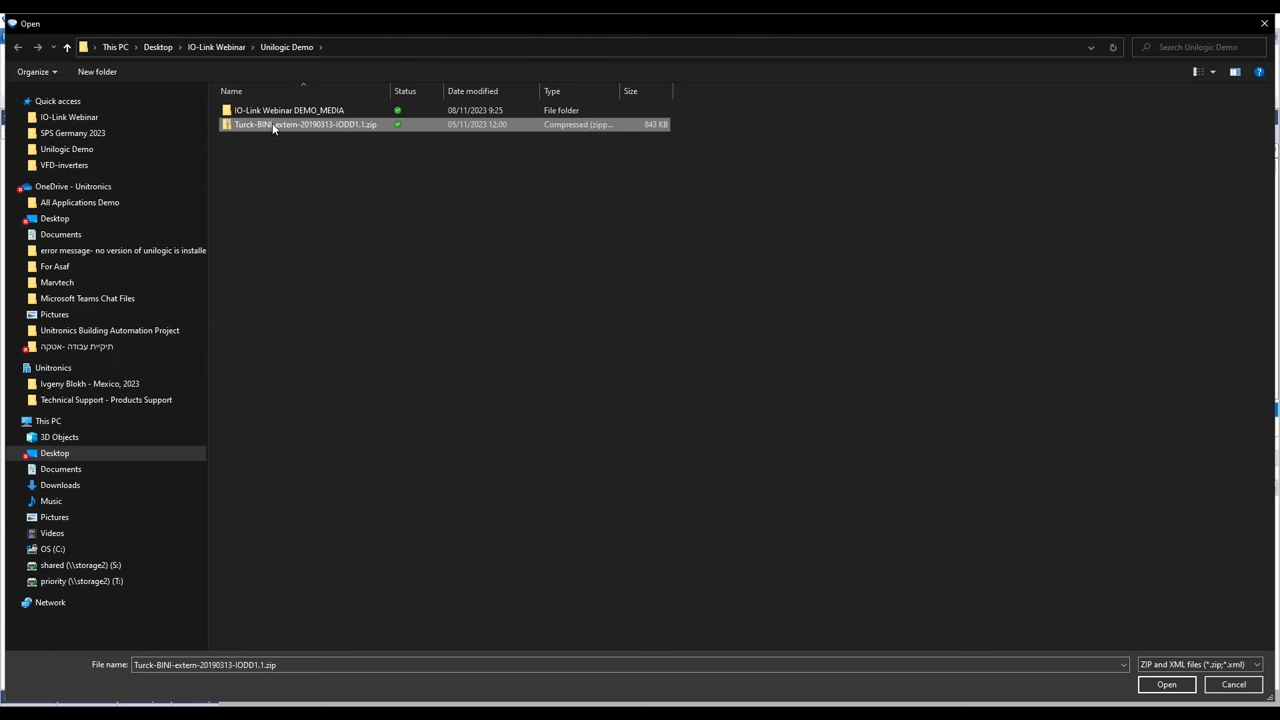 Open
This PC > Desktop > IO-Link Webinar > Unilogic Demo >
Search Unilogic Demo
Organize
New folder
Name
Status
Date modified
Type
Size
IO-Link Webinar DEMO_MEDIA
08/11/2023 9:25
File folder
Turck-BINI-extern-20190313-IODD1.1.zip
05/11/2023 12:00
Compressed (zipp...
843 KB
Quick access
IO-Link Webinar
SPS Germany 2023
Unilogic Demo
VFD-inverters
OneDrive - Unitronics
All Applications Demo
Desktop
Documents
error message- no version of unilogic is installe
For Asaf
Marvtech
Microsoft Teams Chat Files
Pictures
Unitronics Building Automation Project
תיקיית עבודה -אטקה
Unitronics
Ivgeny Blokh - Mexico, 2023
Technical Support - Products Support
This PC
3D Objects
Desktop
Documents
Downloads
Music
Pictures
Videos
OS (C:)
shared (\\storage2) (S:)
priority (\\storage2) (T:)
Network
File name:
Turck-BINI-extern-20190313-IODD1.1.zip
ZIP and XML files (*.zip;*.xml)
Open
Cancel